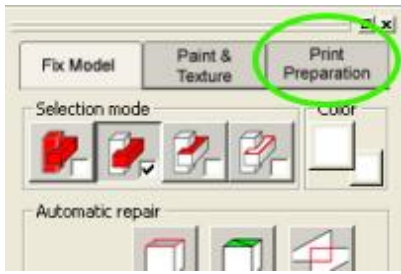 Fix Model
Paint &
Texture
Print
Preparation
Selection mode
Color
Automatic repair